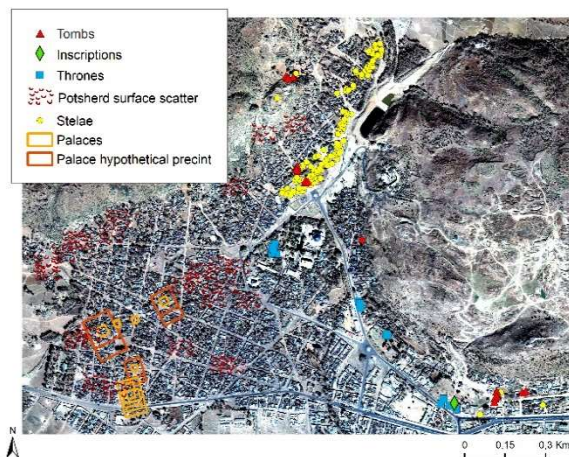 Tombs
Inscriptions
Thrones
Potsherd surface scatter
Stelae
Palaces
Palace hypothetical precint
N
0 0,15 0,3 Km